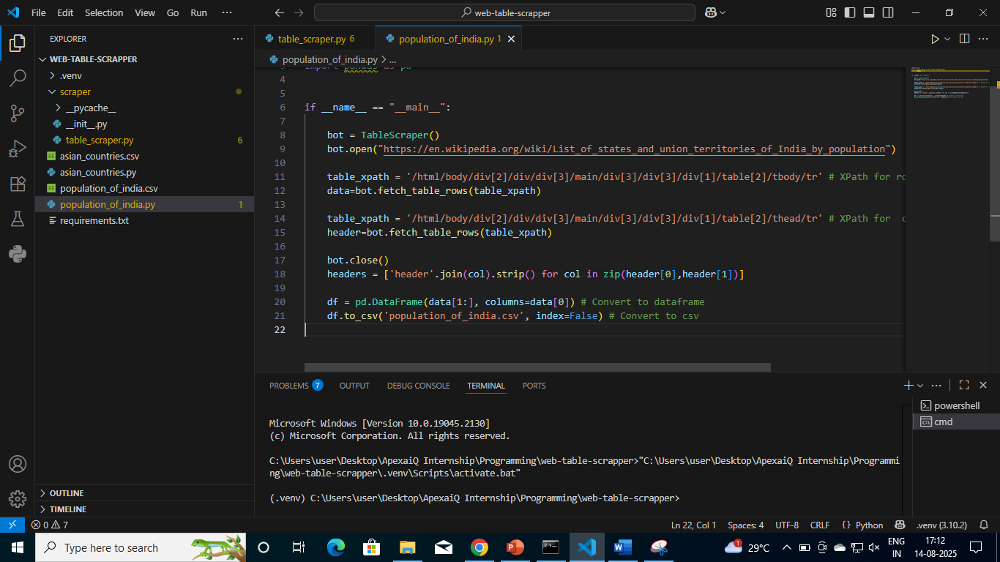 File Edit Selection View Go Run ···
web-table-scrapper
EXPLORER
WEB-TABLE-SCRAPPER
.venv
scraper
__pycache__
__init__.py
table_scraper.py 6
asian_countries.csv
asian_countries.py
population_of_india.csv
population_of_india.py 1
requirements.txt
OUTLINE
TIMELINE
table_scraper.py 6
population_of_india.py 1
population_of_india.py > ...
3 import pandas as pd
4
5
6 if __name__ == "__main__":
7
8 bot = TableScraper()
9 bot.open("https://en.wikipedia.org/wiki/List_of_states_and_union_territories_of_India_by_population")
10
11 table_xpath = '/html/body/div[2]/div/div[3]/main/div[3]/div[3]/div[1]/table[2]/tbody/tr' # XPath for ro
12 data=bot.fetch_table_rows(table_xpath)
13
14 table_xpath = '/html/body/div[2]/div/div[3]/main/div[3]/div[3]/div[1]/table[2]/thead/tr' # XPath for  c
15 header=bot.fetch_table_rows(table_xpath)
16
17 bot.close()
18 headers = ['header'.join(col).strip() for col in zip(header[0],header[1])]
19
20 df = pd.DataFrame(data[1:], columns=data[0]) # Convert to dataframe
21 df.to_csv('population_of_india.csv', index=False) # Convert to csv
22
PROBLEMS 7 OUTPUT DEBUG CONSOLE TERMINAL PORTS
powershell
cmd
Microsoft Windows [Version 10.0.19045.2130]
(c) Microsoft Corporation. All rights reserved.
C:\Users\user\Desktop\ApexaiQ Internship\Programming\web-table-scrapper>"C:\Users\user\Desktop\ApexaiQ Internship\Programmi
ng\web-table-scrapper\.venv\Scripts\activate.bat"
(.venv) C:\Users\user\Desktop\ApexaiQ Internship\Programming\web-table-scrapper>
0 7 Ln 22, Col 1 Spaces: 4 UTF-8 CRLF {} Python .venv (3.10.2)
Type here to search
1 29°C
ENG
IN
17:12
14-08-2025